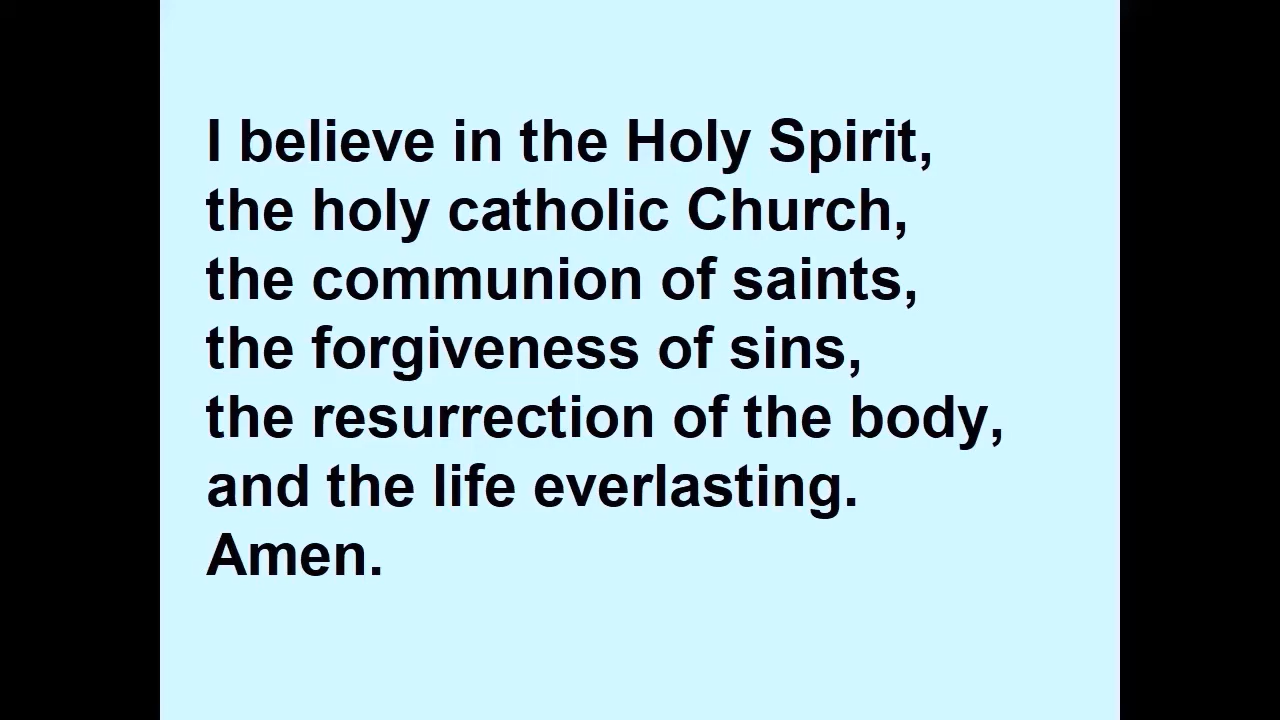 I believe in the Holy Spirit,
the holy catholic Church,
the communion of saints,
the forgiveness of sins,
the resurrection of the body,
and the life everlasting.
Amen.